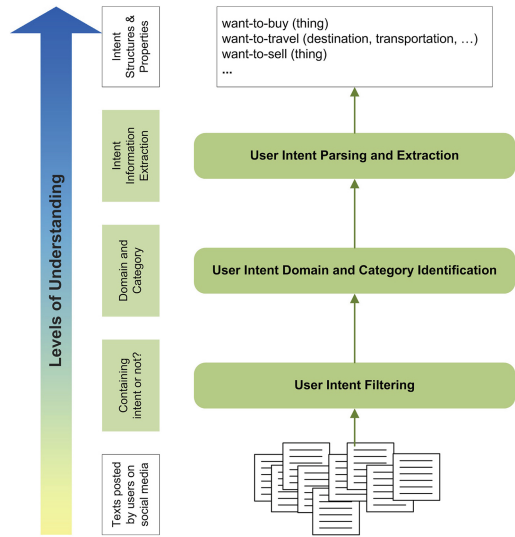 Levels of Understanding
Intent
Structures &
Properties
want-to-buy (thing)
want-to-travel (destination, transportation, …)
want-to-sell (thing)
...
Intent
Information
Extraction
User Intent Parsing and Extraction
Domain and
Category
User Intent Domain and Category Identification
Containing
intent or not?
User Intent Filtering
Texts posted
by users on
social media